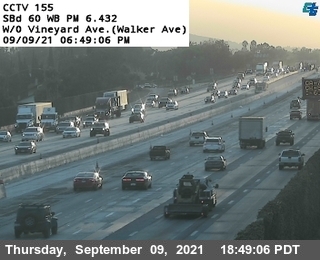 CCTV 155
SBd 60 WB PM 6.432
W/O Vineyard Ave.(Walker Ave)
09/09/21 06:49:06 PM
Thursday, September 09, 2021 18:49:06 PDT